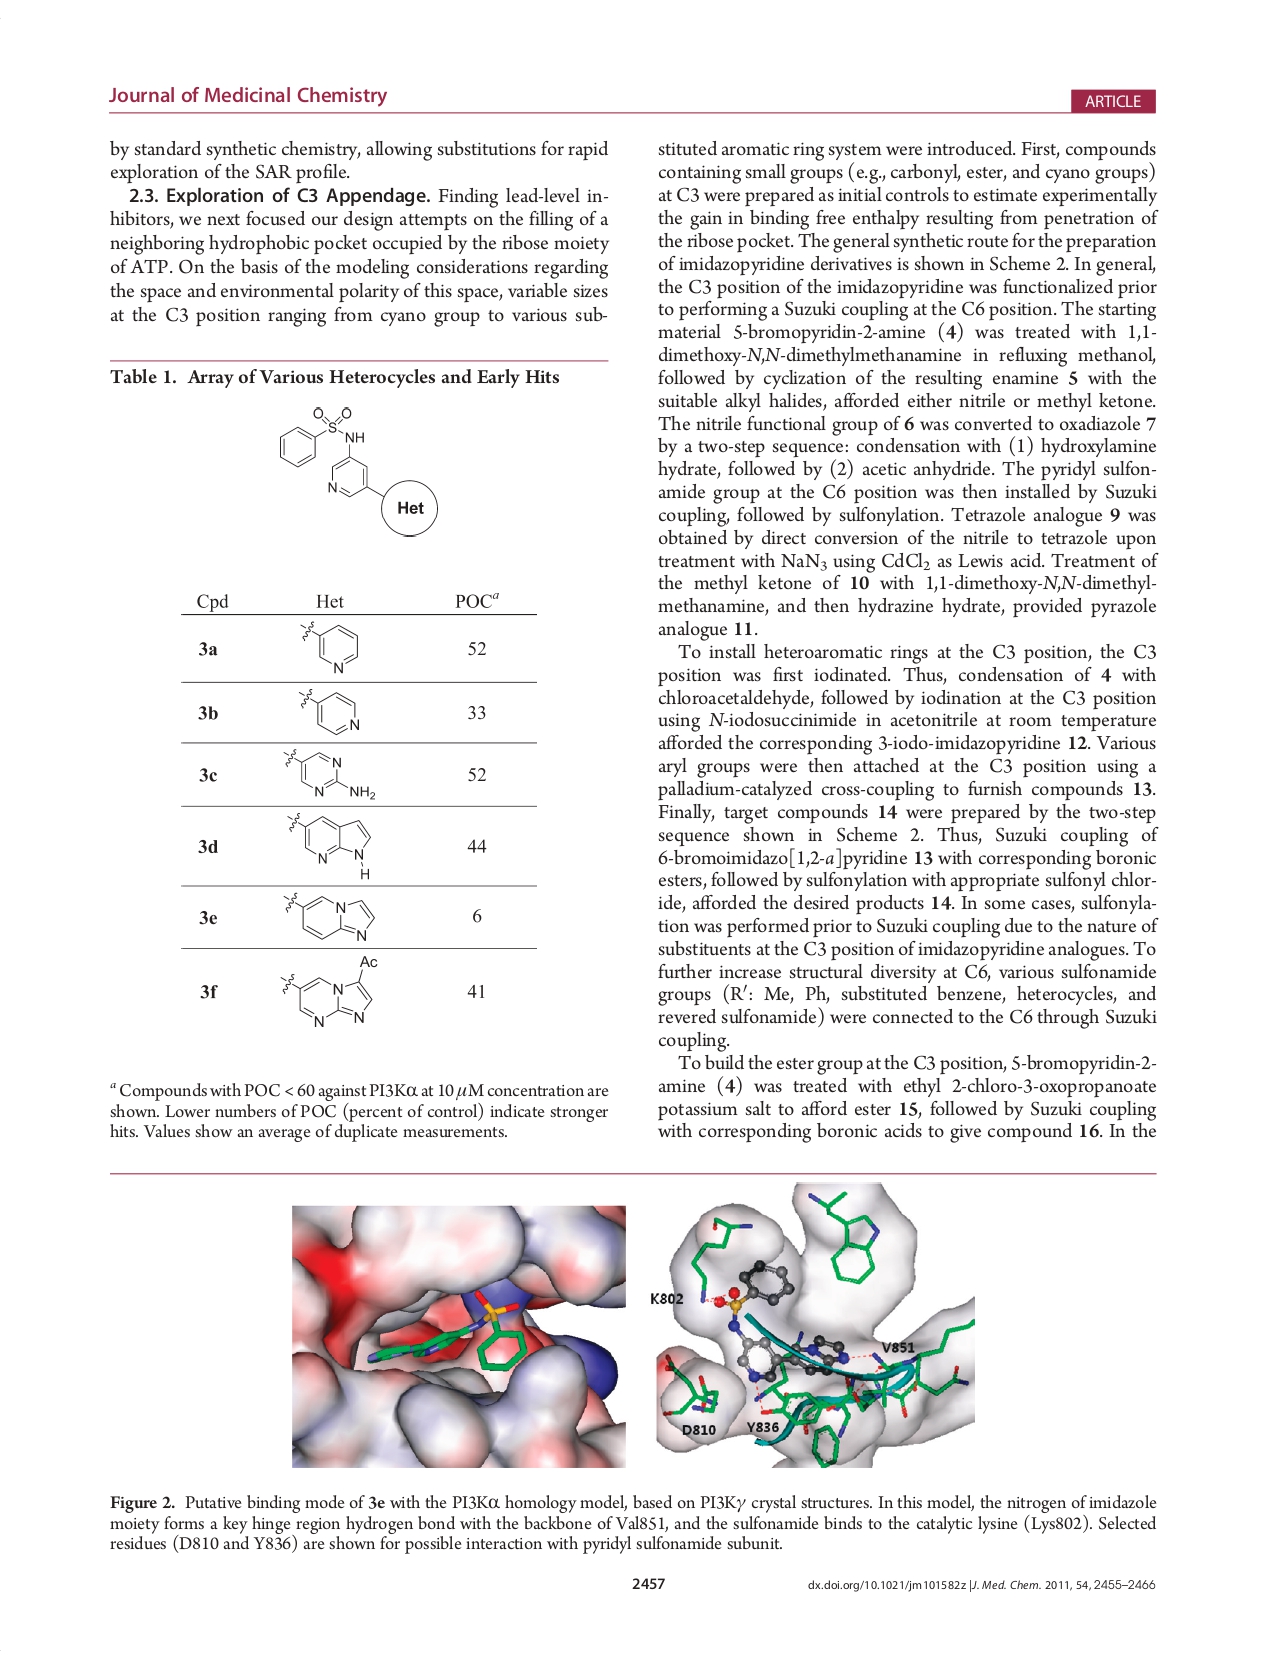 Journal of Medicinal Chemistry
ARTICLE
by standard synthetic chemistry, allowing substitutions for rapid
exploration of the SAR profile.
2.3. Exploration of C3 Appendage. Finding lead-level in-
hibitors, we next focused our design attempts on the filling of a
neighboring hydrophobic pocket occupied by the ribose moiety
of ATP. On the basis of the modeling considerations regarding
the space and environmental polarity of this space, variable sizes
at the C3 position ranging from cyano group to various sub-
Table 1. Array of Various Heterocycles and Early Hits
O O
S
NH
N
Het
Cpd Het POCᵃ
3a N 52
3b N 33
3c N N NH₂ 52
3d N N H 44
3e N N 6
3f Ac N N N 41
ᵃ Compounds with POC < 60 against PI3Kα at 10 μM concentration are
shown. Lower numbers of POC (percent of control) indicate stronger
hits. Values show an average of duplicate measurements.
stituted aromatic ring system were introduced. First, compounds
containing small groups (e.g., carbonyl, ester, and cyano groups)
at C3 were prepared as initial controls to estimate experimentally
the gain in binding free enthalpy resulting from penetration of
the ribose pocket. The general synthetic route for the preparation
of imidazopyridine derivatives is shown in Scheme 2. In general,
the C3 position of the imidazopyridine was functionalized prior
to performing a Suzuki coupling at the C6 position. The starting
material 5-bromopyridin-2-amine (4) was treated with 1,1-
dimethoxy-N,N-dimethylmethanamine in refluxing methanol,
followed by cyclization of the resulting enamine 5 with the
suitable alkyl halides, afforded either nitrile or methyl ketone.
The nitrile functional group of 6 was converted to oxadiazole 7
by a two-step sequence: condensation with (1) hydroxylamine
hydrate, followed by (2) acetic anhydride. The pyridyl sulfon-
amide group at the C6 position was then installed by Suzuki
coupling, followed by sulfonylation. Tetrazole analogue 9 was
obtained by direct conversion of the nitrile to tetrazole upon
treatment with NaN₃ using CdCl₂ as Lewis acid. Treatment of
the methyl ketone of 10 with 1,1-dimethoxy-N,N-dimethyl-
methanamine, and then hydrazine hydrate, provided pyrazole
analogue 11.
To install heteroaromatic rings at the C3 position, the C3
position was first iodinated. Thus, condensation of 4 with
chloroacetaldehyde, followed by iodination at the C3 position
using N-iodosuccinimide in acetonitrile at room temperature
afforded the corresponding 3-iodo-imidazopyridine 12. Various
aryl groups were then attached at the C3 position using a
palladium-catalyzed cross-coupling to furnish compounds 13.
Finally, target compounds 14 were prepared by the two-step
sequence shown in Scheme 2. Thus, Suzuki coupling of
6-bromoimidazo[1,2-a]pyridine 13 with corresponding boronic
esters, followed by sulfonylation with appropriate sulfonyl chlor-
ide, afforded the desired products 14. In some cases, sulfonyla-
tion was performed prior to Suzuki coupling due to the nature of
substituents at the C3 position of imidazopyridine analogues. To
further increase structural diversity at C6, various sulfonamide
groups (R′: Me, Ph, substituted benzene, heterocycles, and
revered sulfonamide) were connected to the C6 through Suzuki
coupling.
To build the ester group at the C3 position, 5-bromopyridin-2-
amine (4) was treated with ethyl 2-chloro-3-oxopropanoate
potassium salt to afford ester 15, followed by Suzuki coupling
with corresponding boronic acids to give compound 16. In the
K802
V851
D810
Y836
Figure 2. Putative binding mode of 3e with the PI3Kα homology model, based on PI3Kγ crystal structures. In this model, the nitrogen of imidazole
moiety forms a key hinge region hydrogen bond with the backbone of Val851, and the sulfonamide binds to the catalytic lysine (Lys802). Selected
residues (D810 and Y836) are shown for possible interaction with pyridyl sulfonamide subunit.
2457
dx.doi.org/10.1021/jm101582z |J. Med. Chem. 2011, 54, 2455–2466